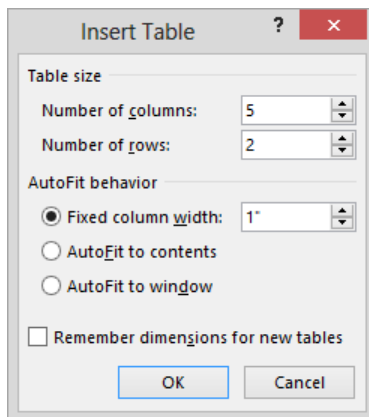 Insert Table ? ×
Table size
Number of columns: 5
Number of rows: 2
AutoFit behavior
Fixed column width: 1"
AutoFit to contents
AutoFit to window
Remember dimensions for new tables
OK Cancel